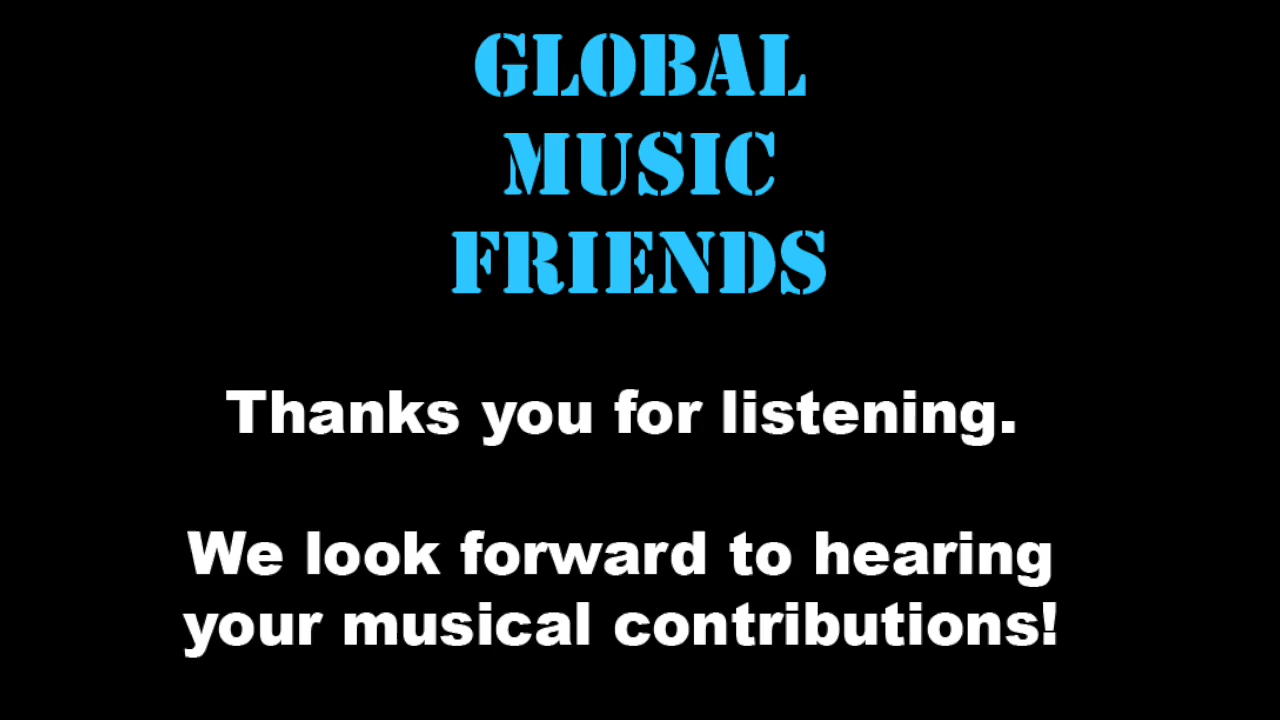 GLOBAL
MUSIC
FRIENDS
Thanks you for listening.
We look forward to hearing
your musical contributions!